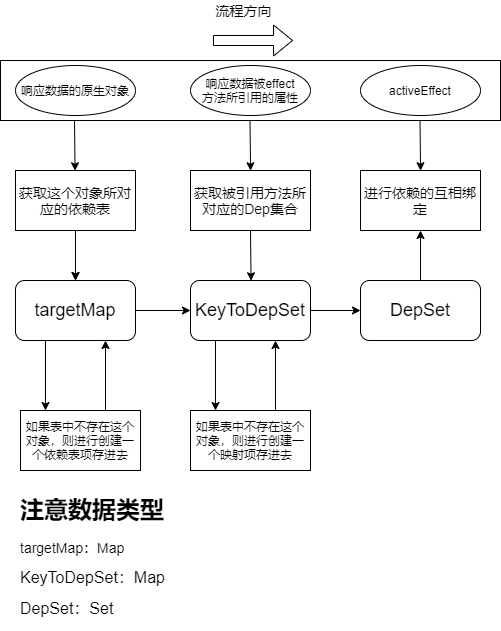 流程方向
响应数据的原生对象
响应数据被effect
方法所引用的属性
activeEffect
获取这个对象所对
应的依赖表
获取被引用方法所
对应的Dep集合
进行依赖的互相绑
定
targetMap
KeyToDepSet
DepSet
如果表中不存在这个
对象，则进行创建一
个依赖表项存进去
如果表中不存在这个
对象，则进行创建一
个映射项存进去
注意数据类型
targetMap：Map
KeyToDepSet：Map
DepSet：Set